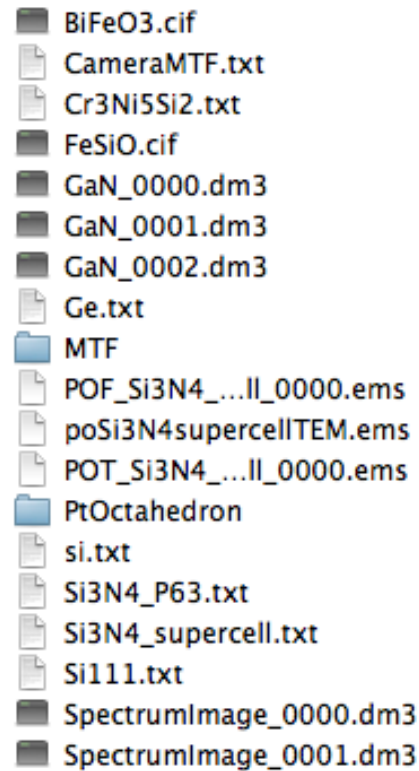 BiFeO3.cif
CameraMTF.txt
Cr3Ni5Si2.txt
FeSiO.cif
GaN_0000.dm3
GaN_0001.dm3
GaN_0002.dm3
Ge.txt
MTF
POF_Si3N4_...ll_0000.ems
poSi3N4supercellTEM.ems
POT_Si3N4_...ll_0000.ems
PtOctahedron
si.txt
Si3N4_P63.txt
Si3N4_supercell.txt
Si111.txt
SpectrumImage_0000.dm3
SpectrumImage_0001.dm3